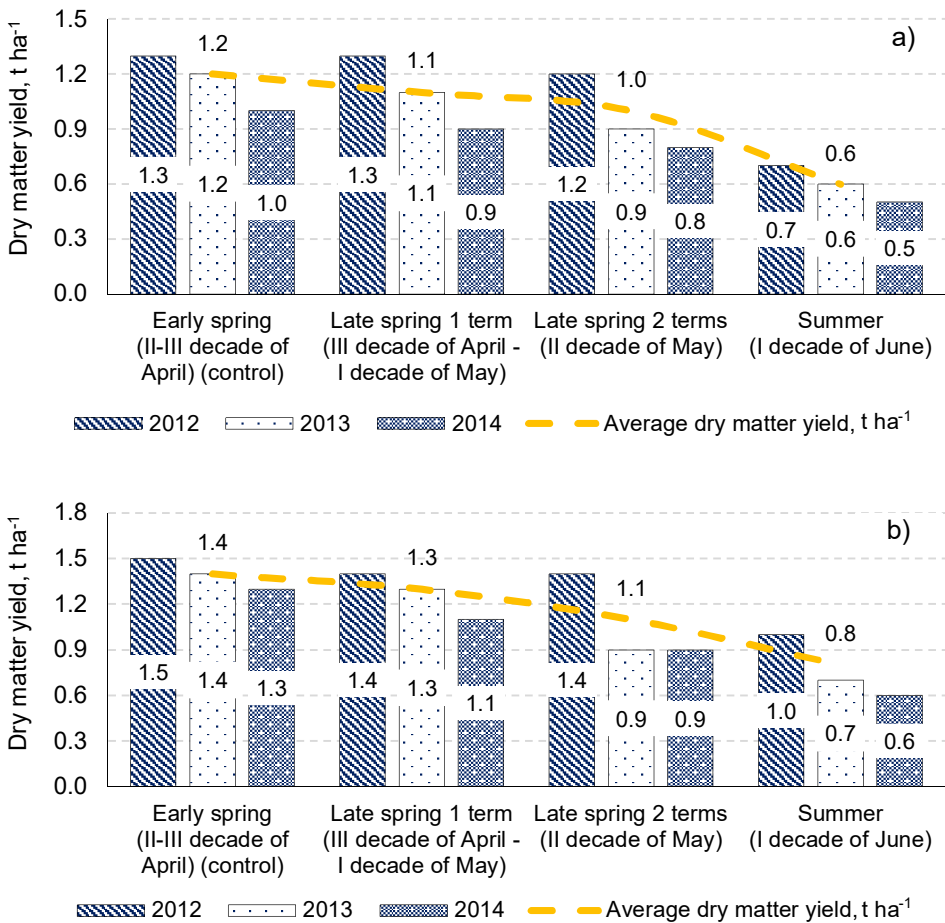 a)
Dry matter yield, t ha⁻¹
1.5
1.2
0.9
0.6
0.3
0.0
1.2
1.1
1.0
0.6
1.3
1.2
1.0
1.3
1.1
0.9
1.2
0.9
0.8
0.7
0.6
0.5
Early spring
(II-III decade of
April) (control)
Late spring 1 term
(III decade of April -
I decade of May)
Late spring 2 terms
(II decade of May)
Summer
(I decade of June)
2012
2013
2014
Average dry matter yield, t ha⁻¹
b)
Dry matter yield, t ha⁻¹
1.8
1.5
1.2
0.9
0.6
0.3
0.0
1.4
1.3
1.1
0.8
1.5
1.4
1.3
1.4
1.3
1.1
1.4
0.9
0.9
1.0
0.7
0.6
Early spring
(II-III decade of
April) (control)
Late spring 1 term
(III decade of April -
I decade of May)
Late spring 2 terms
(II decade of May)
Summer
(I decade of June)
2012
2013
2014
Average dry matter yield, t ha⁻¹